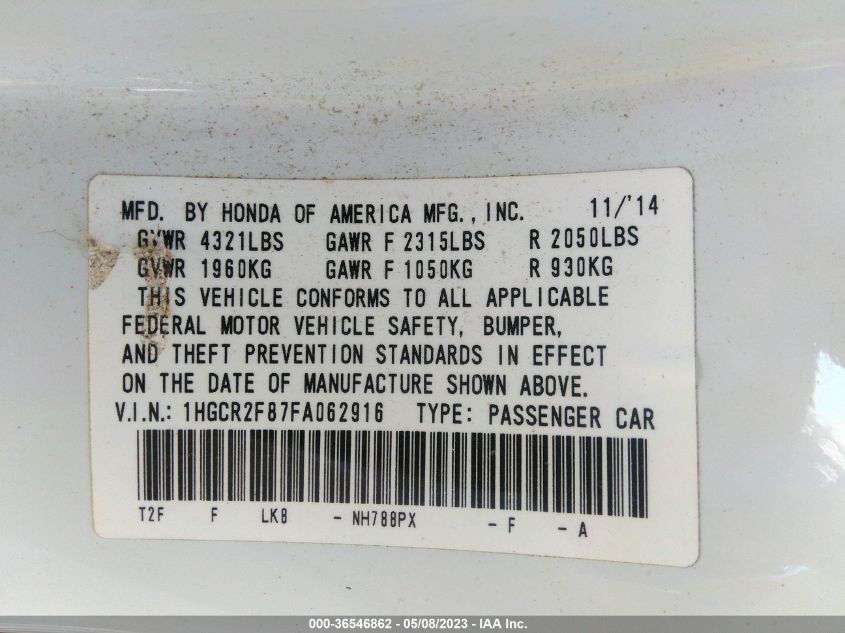 MFD. BY HONDA OF AMERICA MFG., INC. 11/'14
GVWR 4321LBS GAWR F 2315LBS R 2050LBS
GVWR 1960KG GAWR F 1050KG R 930KG
THIS VEHICLE CONFORMS TO ALL APPLICABLE
FEDERAL MOTOR VEHICLE SAFETY, BUMPER,
AND THEFT PREVENTION STANDARDS IN EFFECT
ON THE DATE OF MANUFACTURE SHOWN ABOVE.
V.I.N.: 1HGCR2F87FA062916 TYPE: PASSENGER CAR
T2F F LK8 - NH788PX - F - A
000-36546862 - 05/08/2023 - IAA Inc.